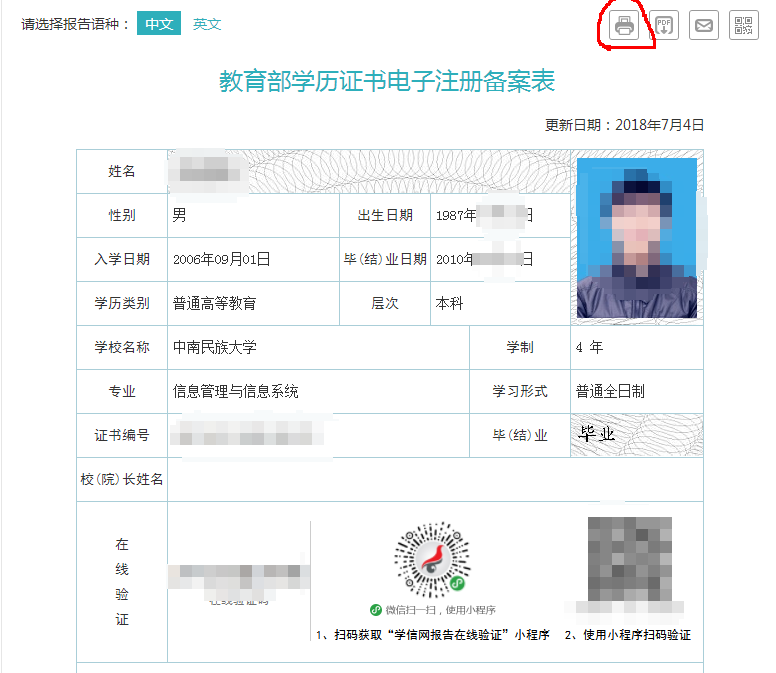 请选择报告语种： 中文 英文
PDF
教育部学历证书电子注册备案表
更新日期：2018年7月4日
姓名
性别 男 出生日期 1987年 日
入学日期 2006年09月01日 毕(结)业日期 2010年 日
学历类别 普通高等教育 层次 本科
学校名称 中南民族大学 学制 4 年
专业 信息管理与信息系统 学习形式 普通全日制
证书编号 毕(结)业 毕业
校(院)长姓名
在线验证
微信扫一扫，使用小程序
1、扫码获取“学信网报告在线验证”小程序 2、使用小程序扫码验证